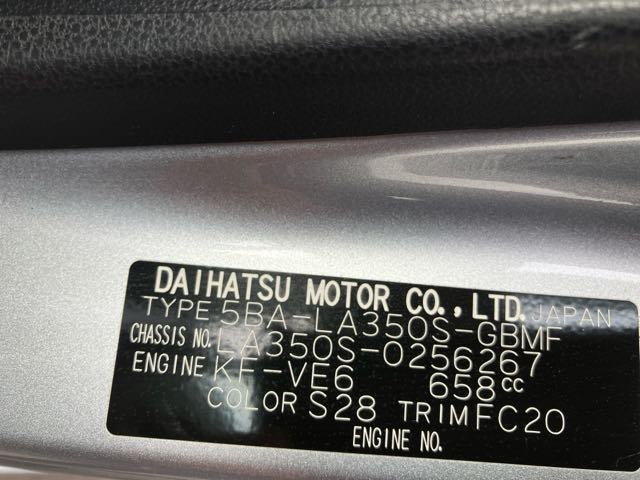 DAIHATSU MOTOR CO., LTD. JAPAN
TYPE 5BA-LA350S-GBMF
CHASSIS NO. LA350S-0256267
ENGINE KF-VE6 658cc
COLOR S28 TRIM FC20
ENGINE NO.